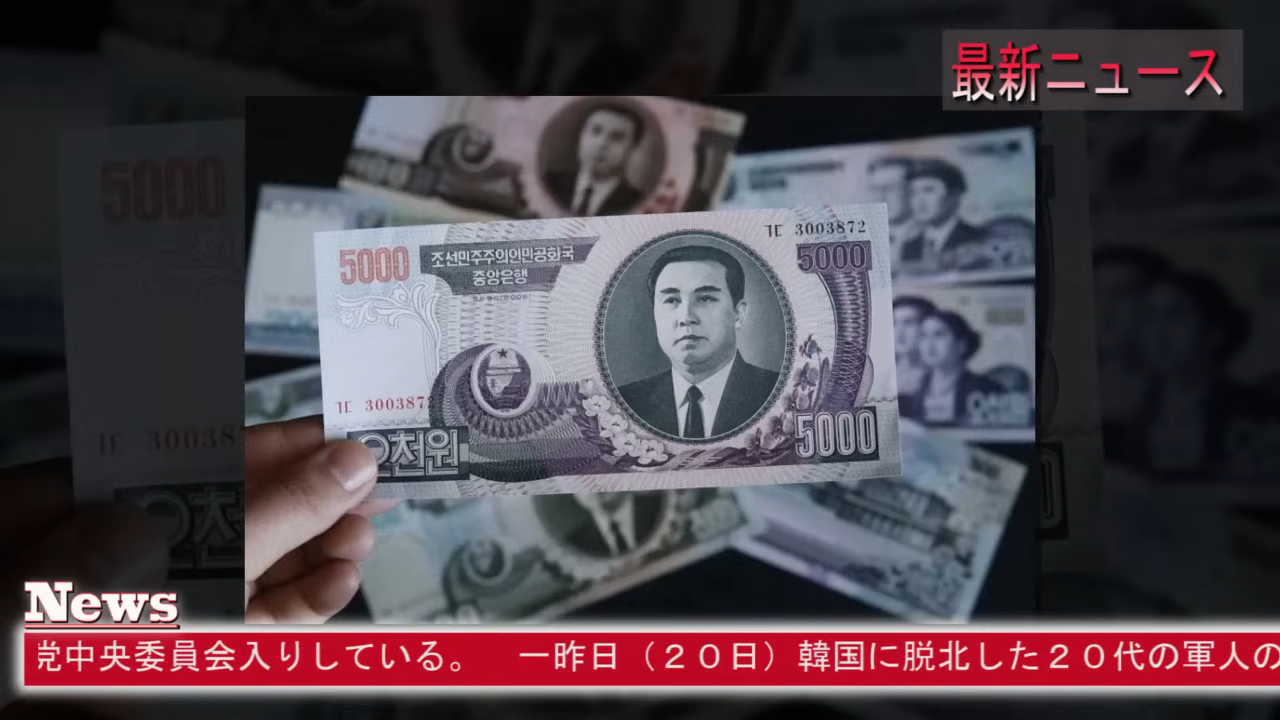 最新ニュース
5000
조선민주주의인민공화국
중앙은행
ㄱㄷ 3003872
5000
ㄱㄷ 3003872
오천원
5000
News
党中央委員会入りしている。　一昨日（２０日）韓国に脱北した２０代の軍人の